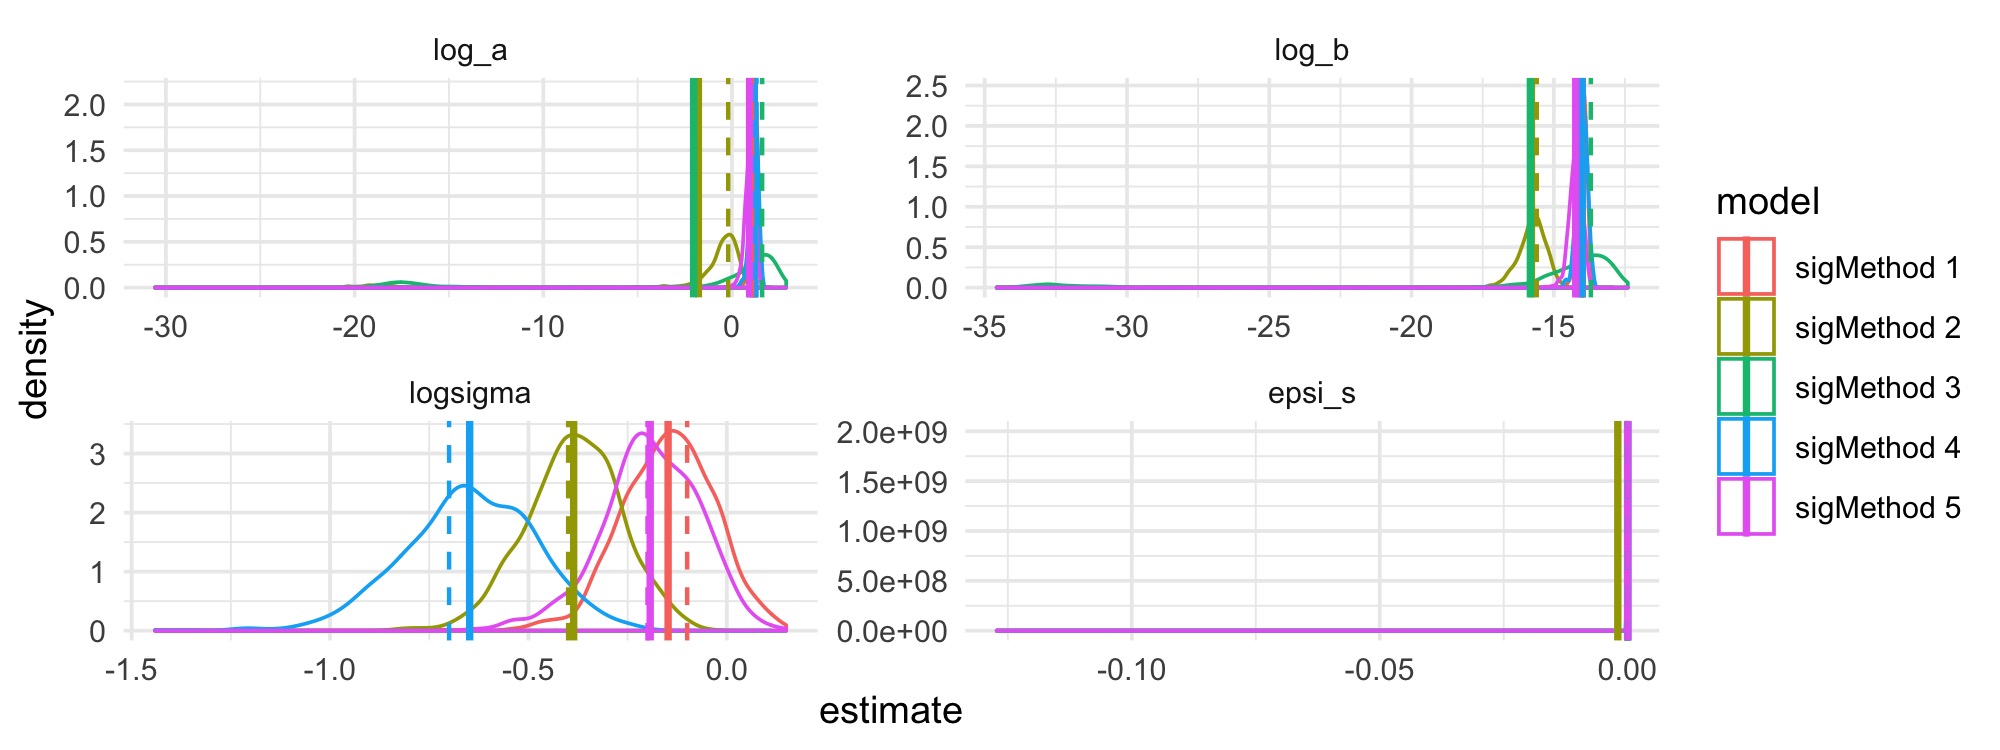 log_a
log_b
2.0
1.5
1.0
0.5
0.0
-30
-20
-10
0
2.5
2.0
1.5
1.0
0.5
0.0
-35
-30
-25
-20
-15
logsigma
epsi_s
3
2
1
0
-1.5
-1.0
-0.5
0.0
2.0e+09
1.5e+09
1.0e+09
5.0e+08
0.0e+00
-0.10
-0.05
0.00
density
estimate
model
sigMethod 1
sigMethod 2
sigMethod 3
sigMethod 4
sigMethod 5